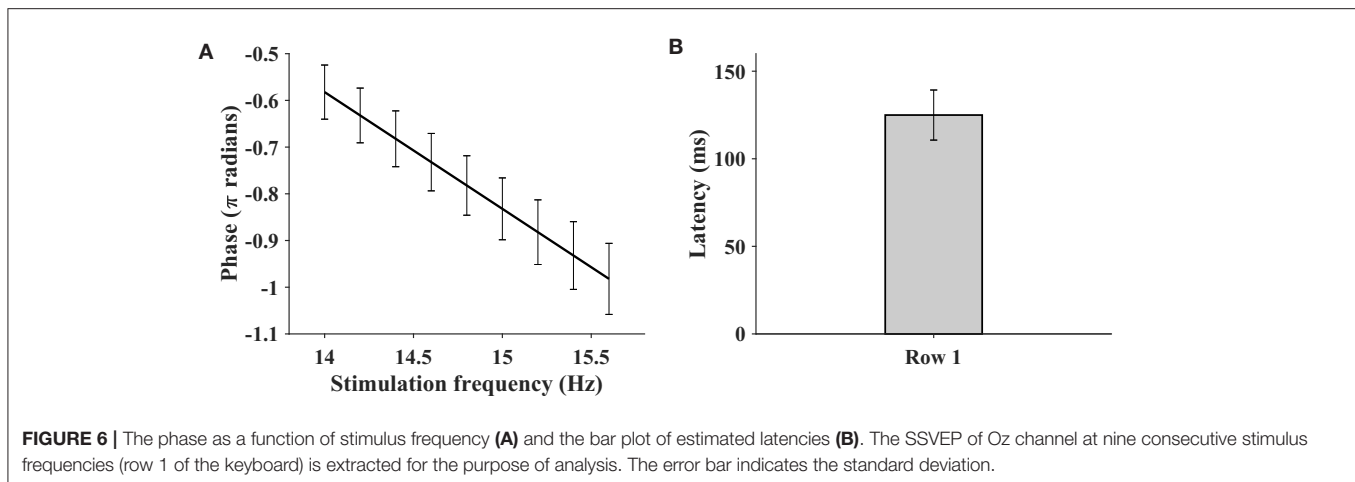 A
-0.5
-0.6
-0.7
-0.8
-0.9
-1
-1.1
Phase (π radians)
14
14.5
15
15.5
Stimulation frequency (Hz)
B
150
100
50
0
Latency (ms)
Row 1
FIGURE 6 | The phase as a function of stimulus frequency (A) and the bar plot of estimated latencies (B). The SSVEP of Oz channel at nine consecutive stimulus
frequencies (row 1 of the keyboard) is extracted for the purpose of analysis. The error bar indicates the standard deviation.